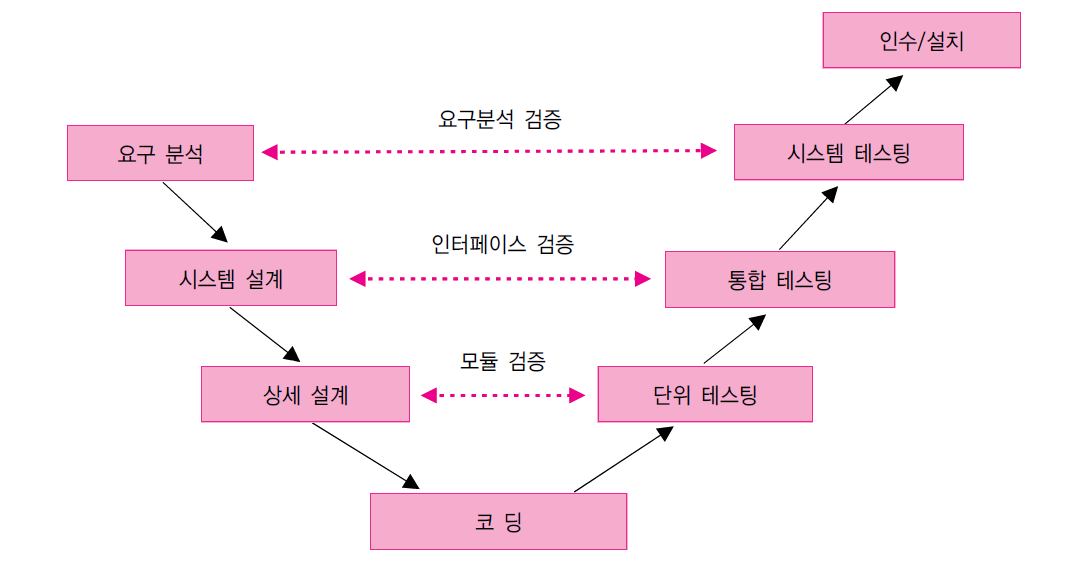 인수/설치
요구분석 검증
요구 분석
시스템 테스팅
인터페이스 검증
시스템 설계
통합 테스팅
모듈 검증
상세 설계
단위 테스팅
코 딩